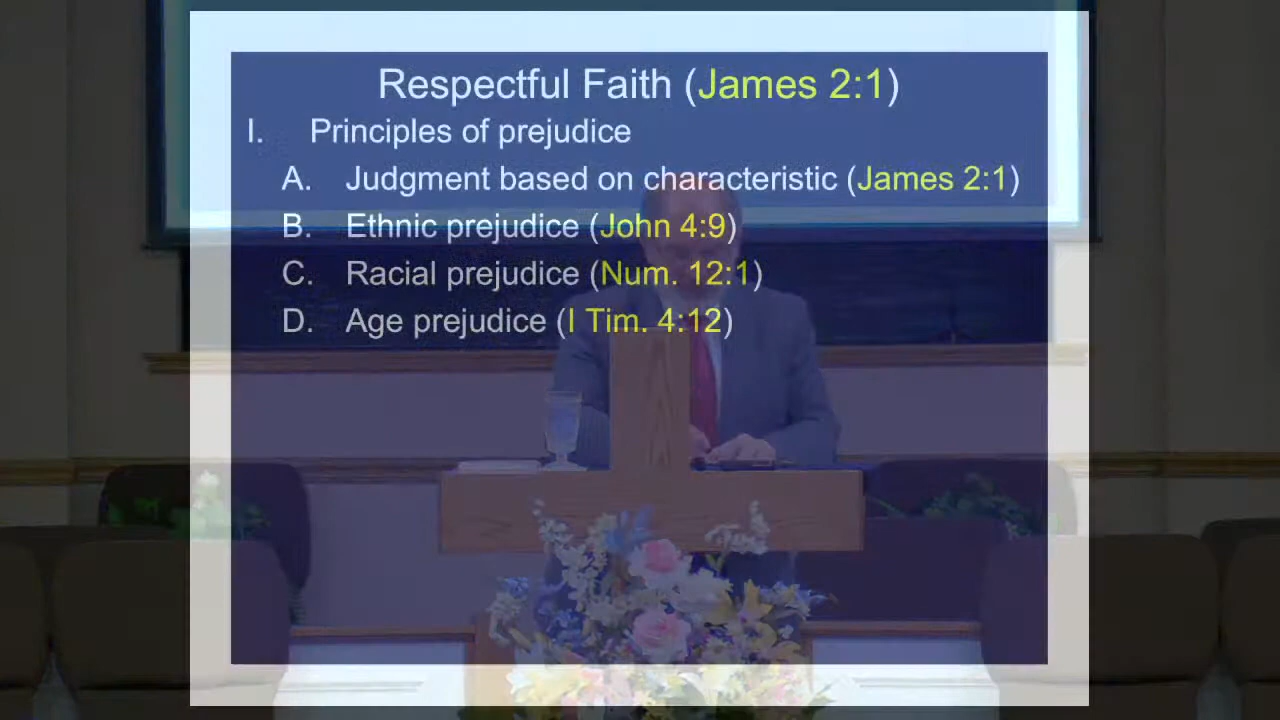 Respectful Faith (James 2:1)
I. Principles of prejudice
A. Judgment based on characteristic (James 2:1)
B. Ethnic prejudice (John 4:9)
C. Racial prejudice (Num. 12:1)
D. Age prejudice (I Tim. 4:12)